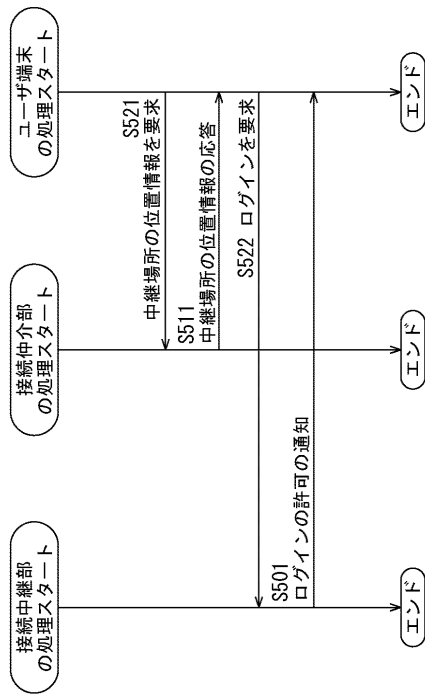 接続中継部
の処理スタート
接続仲介部
の処理スタート
ユーザ端末
の処理スタート
S521
中継場所の位置情報を要求
S511
中継場所の位置情報の応答
S522 ログインを要求
S501
ログインの許可の通知
エンド
エンド
エンド